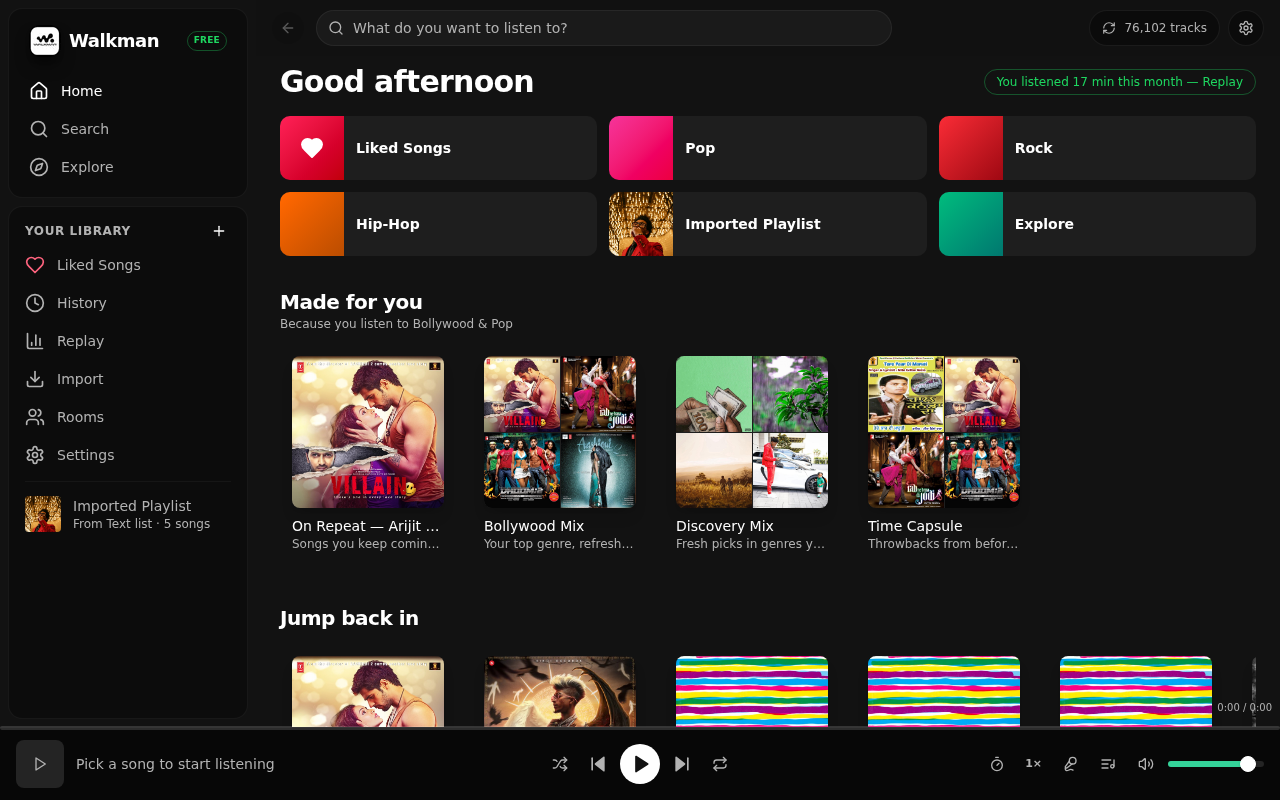 Walkman
FREE
Home
Search
Explore
YOUR LIBRARY
Liked Songs
History
Replay
Import
Rooms
Settings
Imported Playlist
From Text list · 5 songs
What do you want to listen to?
76,102 tracks
Good afternoon
You listened 17 min this month — Replay
Liked Songs
Pop
Rock
Hip-Hop
Imported Playlist
Explore
Made for you
Because you listen to Bollywood & Pop
VILLAIN
On Repeat — Arijit ...
Songs you keep comin...
Bollywood Mix
Your top genre, refresh...
Discovery Mix
Fresh picks in genres y...
Time Capsule
Throwbacks from befor...
Jump back in
0:00 / 0:00
Pick a song to start listening
1×